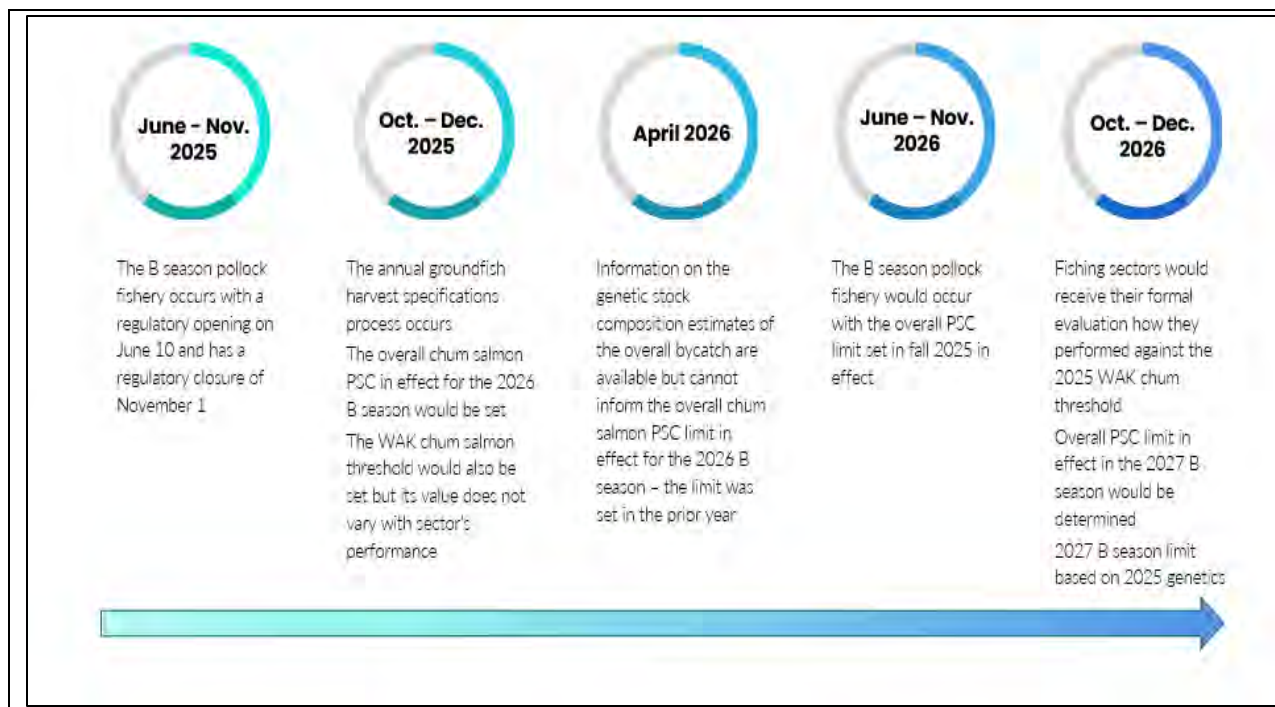 June - Nov.
2025
The B season pollock
fishery occurs with a
regulatory opening on
June 10 and has a
regulatory closure of
November 1
Oct. – Dec.
2025
The annual groundfish
harvest specifications
process occurs
The overall chum salmon
PSC in effect for the 2026
B season would be set
The WAK chum salmon
threshold would also be
set but its value does not
vary with sector's
performance
April 2026
Information on the
genetic stock
composition estimates of
the overall bycatch are
available but cannot
inform the overall chum
salmon PSC limit in
effect for the 2026 B
season – the limit was
set in the prior year
June – Nov.
2026
The B season pollock
fishery would occur
with the overall PSC
limit set in fall 2025 in
effect
Oct. – Dec.
2026
Fishing sectors would
receive their formal
evaluation how they
performed against the
2025 WAK chum
threshold
Overall PSC limit in
effect in the 2027 B
season would be
determined
2027 B season limit
based on 2025 genetics